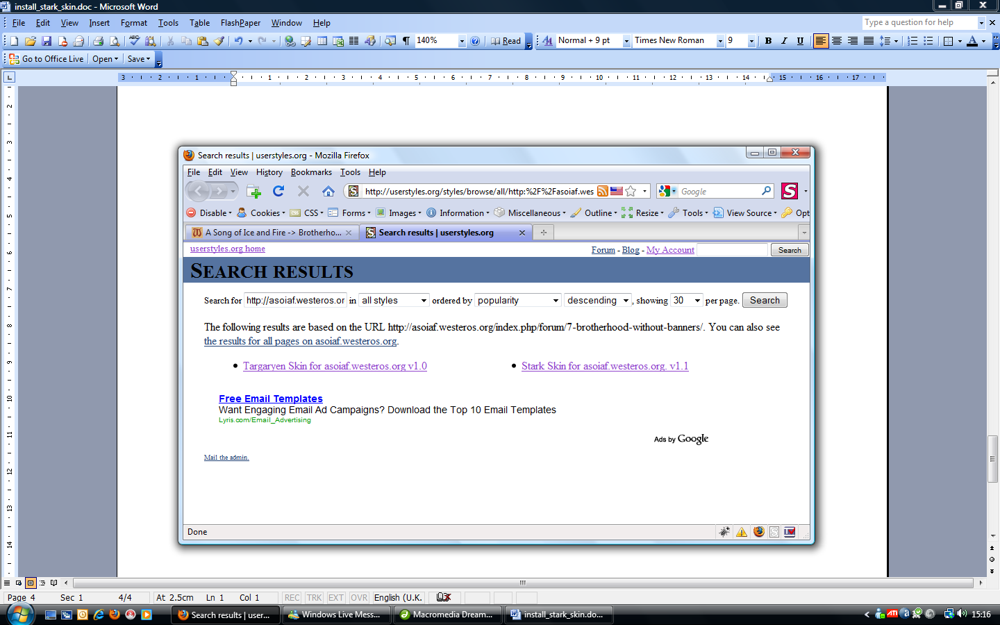 install_stark_skin.doc - Microsoft Word
File Edit View Insert Format Tools Table FlashPaper Window Help Type a question for help
140% Read Normal + 9 pt Times New Roman 9 B I U A
Go to Office Live Open Save
3 2 1 1 2 3 4 5 6 7 8 9 10 11 12 13 14 15 16 17
2
3
4
5
6
7
8
9
10
11
12
13
14
Search results | userstyles.org - Mozilla Firefox
File Edit View History Bookmarks Tools Help
http://userstyles.org/styles/browse/all/http:%2F%2Fasoiaf.wes Google
Disable Cookies CSS Forms Images Information Miscellaneous Outline Resize Tools View Source Opt
A Song of Ice and Fire -> Brotherho... Search results | userstyles.org
userstyles.org home Forum - Blog - My Account Search
SEARCH RESULTS
Search for http://asoiaf.westeros.or in all styles ordered by popularity descending , showing 30 per page. Search
The following results are based on the URL http://asoiaf.westeros.org/index.php/forum/7-brotherhood-without-banners/. You can also see
the results for all pages on asoiaf.westeros.org.
Targaryen Skin for asoiaf.westeros.org v1.0
Stark Skin for asoiaf.westeros.org. v1.1
Free Email Templates
Want Engaging Email Ad Campaigns? Download the Top 10 Email Templates
Lyris.com/Email_Advertising
Ads by Google
Mail the admin.
Done
Page 4 Sec 1 4/4 At 2.5cm Ln 1 Col 1 REC TRK EXT OVR English (U.K.
Search results | user... Windows Live Mess... Macromedia Dream... install_stark_skin.do... ATI 15:16